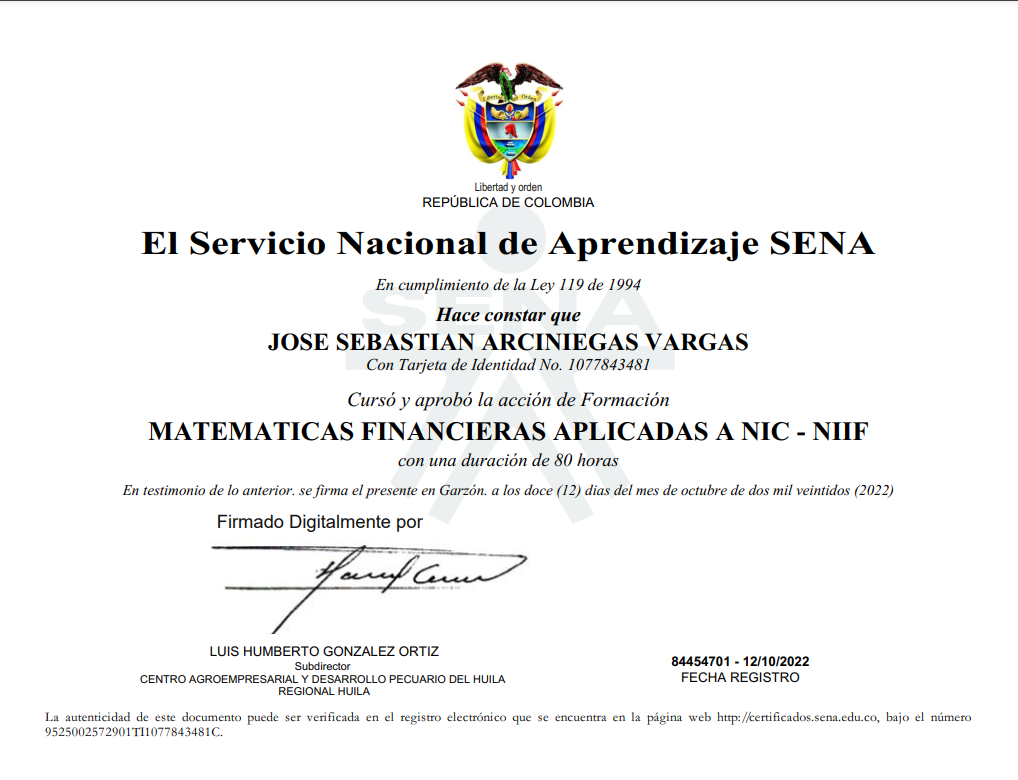 Libertad y Orden
Libertad y orden
REPÚBLICA DE COLOMBIA
El Servicio Nacional de Aprendizaje SENA
En cumplimiento de la Ley 119 de 1994
SENA
Hace constar que
JOSE SEBASTIAN ARCINIEGAS VARGAS
Con Tarjeta de Identidad No. 1077843481
Cursó y aprobó la acción de Formación
MATEMATICAS FINANCIERAS APLICADAS A NIC - NIIF
con una duración de 80 horas
En testimonio de lo anterior. se firma el presente en Garzón. a los doce (12) dias del mes de octubre de dos mil veintidos (2022)
Firmado Digitalmente por
LUIS HUMBERTO GONZALEZ ORTIZ
Subdirector
CENTRO AGROEMPRESARIAL Y DESARROLLO PECUARIO DEL HUILA
REGIONAL HUILA
84454701 - 12/10/2022
FECHA REGISTRO
La autenticidad de este documento puede ser verificada en el registro electrónico que se encuentra en la página web http://certificados.sena.edu.co, bajo el número
9525002572901TI1077843481C.